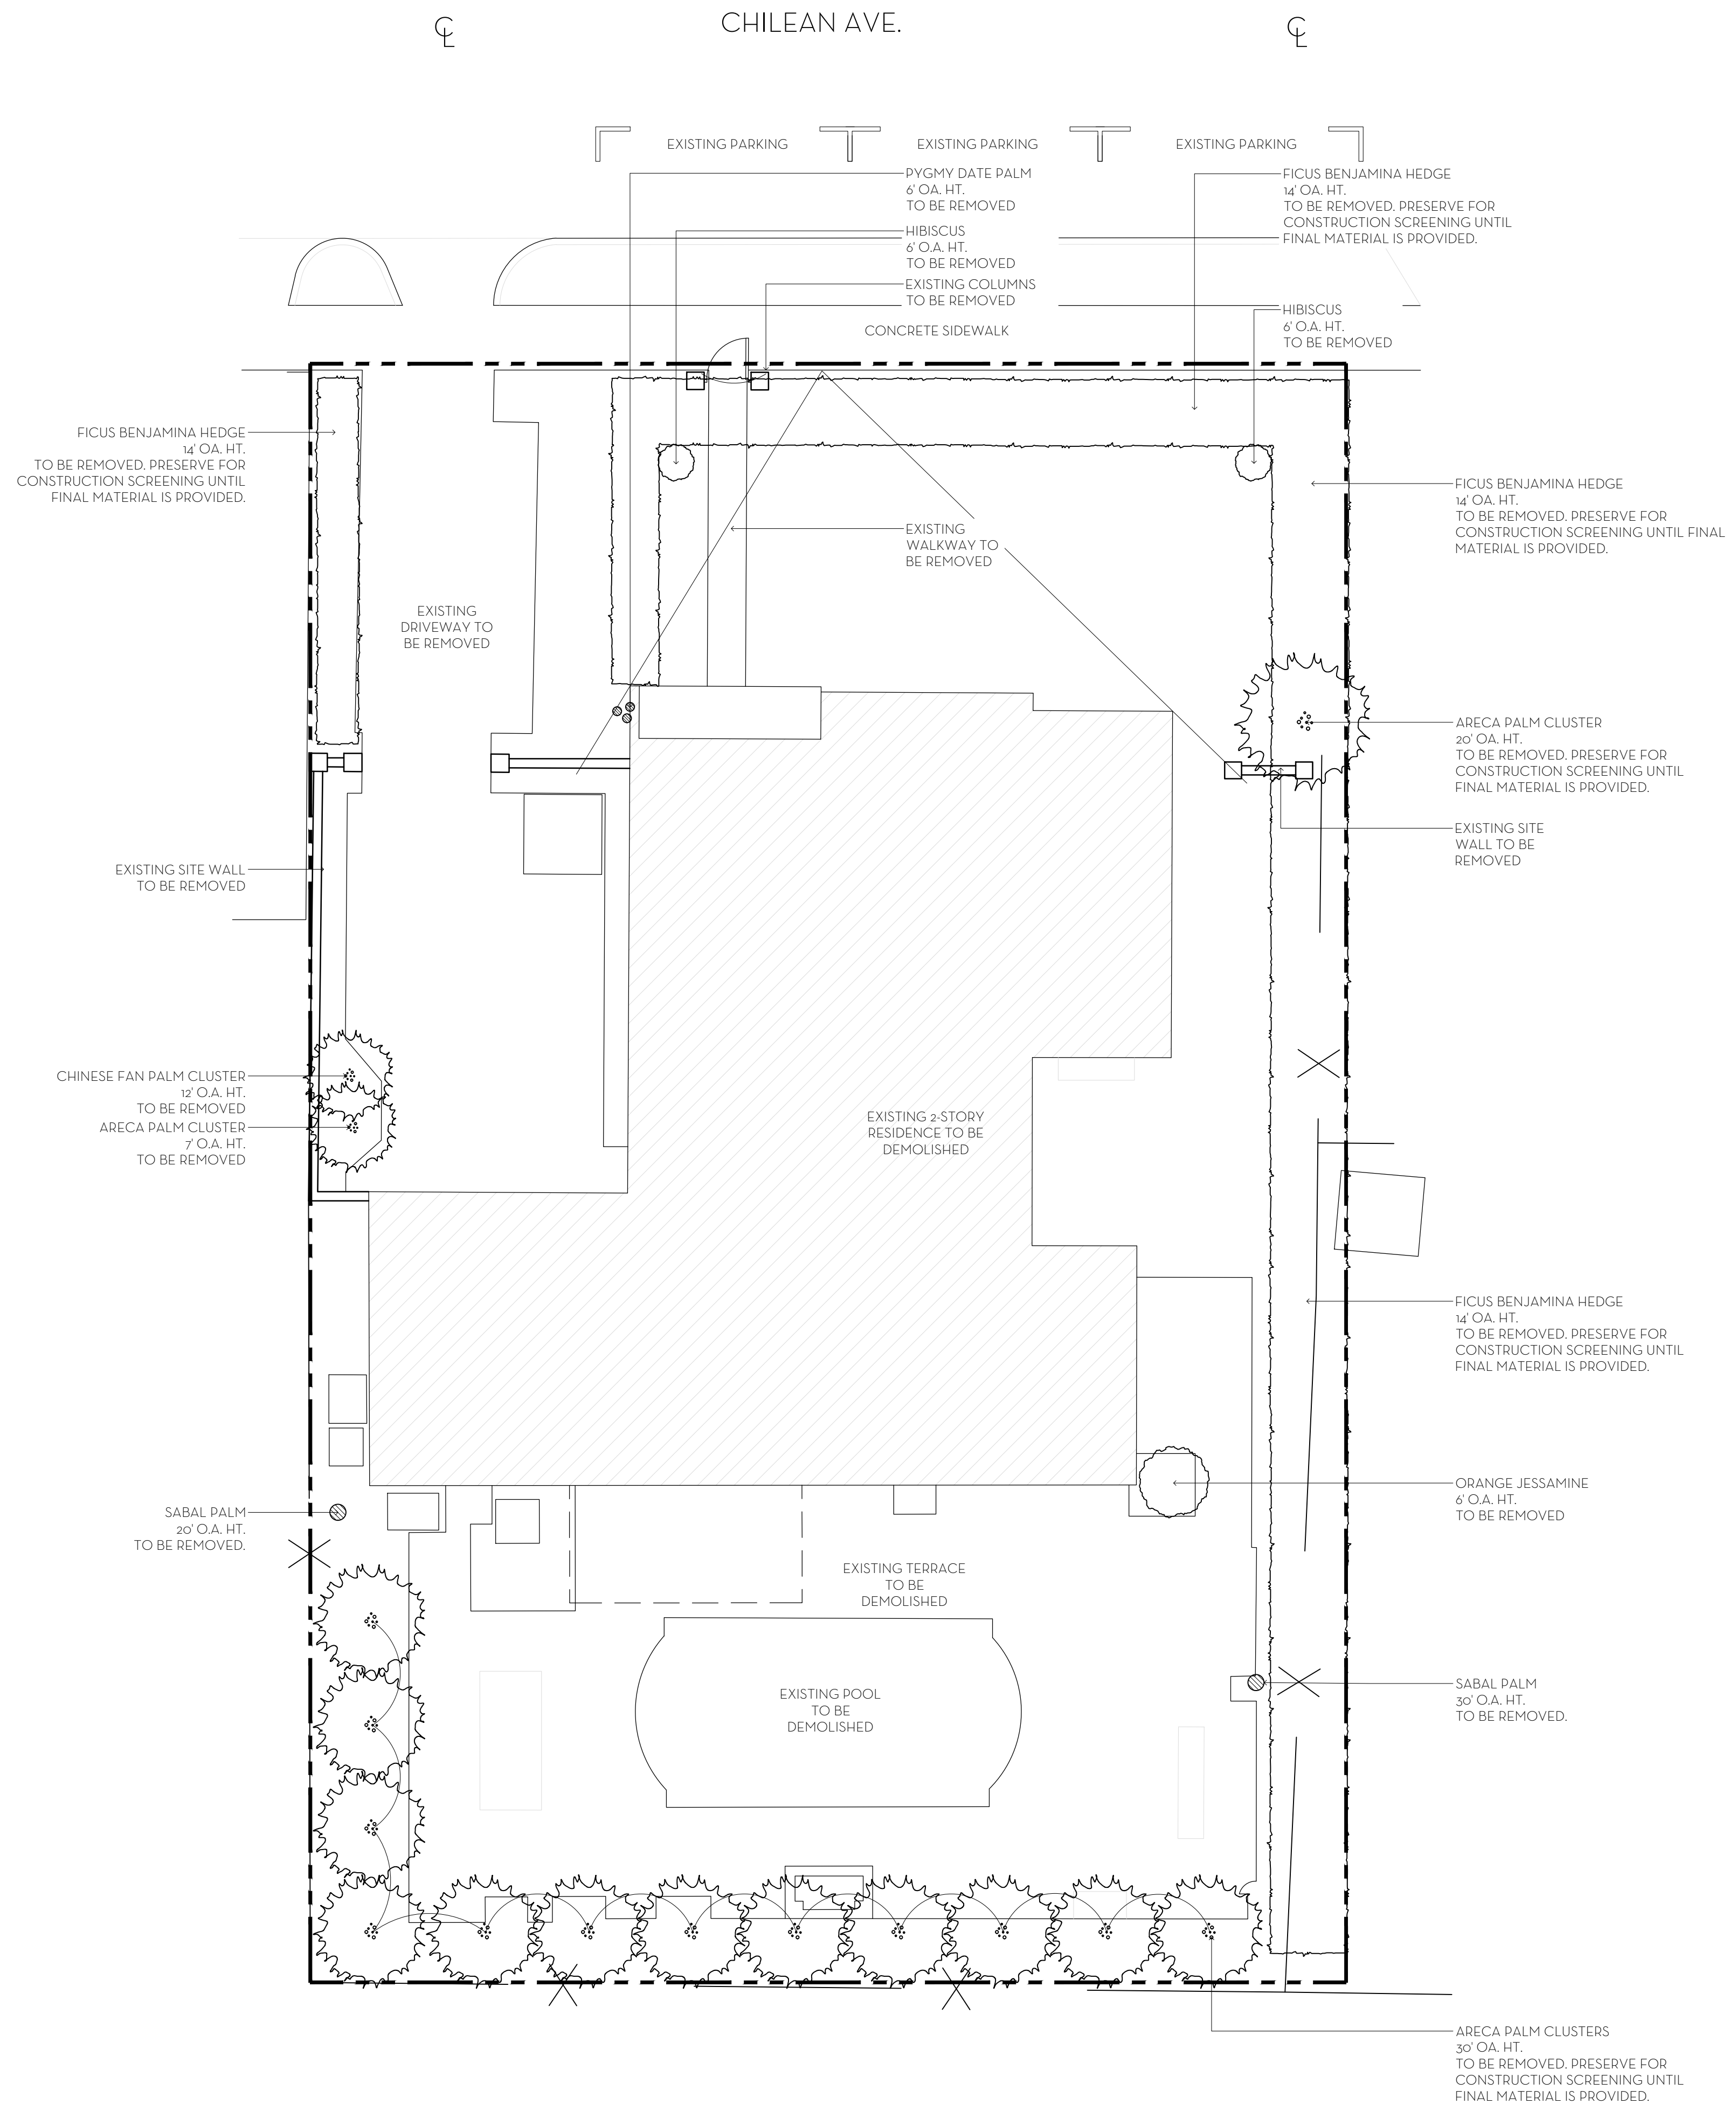 CHILEAN AVE.
EXISTING PARKING
EXISTING PARKING
EXISTING PARKING
PYGMY DATE PALM
6' OA. HT.
TO BE REMOVED
FICUS BENJAMINA HEDGE
14' OA. HT.
TO BE REMOVED. PRESERVE FOR
CONSTRUCTION SCREENING UNTIL
FINAL MATERIAL IS PROVIDED.
HIBISCUS
6' O.A. HT.
TO BE REMOVED
EXISTING COLUMNS
TO BE REMOVED
CONCRETE SIDEWALK
HIBISCUS
6' O.A. HT.
TO BE REMOVED
FICUS BENJAMINA HEDGE
14' OA. HT.
TO BE REMOVED. PRESERVE FOR
CONSTRUCTION SCREENING UNTIL
FINAL MATERIAL IS PROVIDED.
FICUS BENJAMINA HEDGE
14' OA. HT.
TO BE REMOVED. PRESERVE FOR
CONSTRUCTION SCREENING UNTIL FINAL
MATERIAL IS PROVIDED.
EXISTING
WALKWAY TO
BE REMOVED
EXISTING
DRIVEWAY TO
BE REMOVED
ARECA PALM CLUSTER
20' OA. HT.
TO BE REMOVED. PRESERVE FOR
CONSTRUCTION SCREENING UNTIL
FINAL MATERIAL IS PROVIDED.
EXISTING SITE
WALL TO BE
REMOVED
EXISTING SITE WALL
TO BE REMOVED
CHINESE FAN PALM CLUSTER
12' O.A. HT.
TO BE REMOVED
ARECA PALM CLUSTER
7' O.A. HT.
TO BE REMOVED
EXISTING 2-STORY
RESIDENCE TO BE
DEMOLISHED
FICUS BENJAMINA HEDGE
14' OA. HT.
TO BE REMOVED. PRESERVE FOR
CONSTRUCTION SCREENING UNTIL
FINAL MATERIAL IS PROVIDED.
ORANGE JESSAMINE
6' O.A. HT.
TO BE REMOVED
SABAL PALM
20' O.A. HT.
TO BE REMOVED.
EXISTING TERRACE
TO BE
DEMOLISHED
EXISTING POOL
TO BE
DEMOLISHED
SABAL PALM
30' O.A. HT.
TO BE REMOVED.
ARECA PALM CLUSTERS
30' OA. HT.
TO BE REMOVED. PRESERVE FOR
CONSTRUCTION SCREENING UNTIL
FINAL MATERIAL IS PROVIDED.